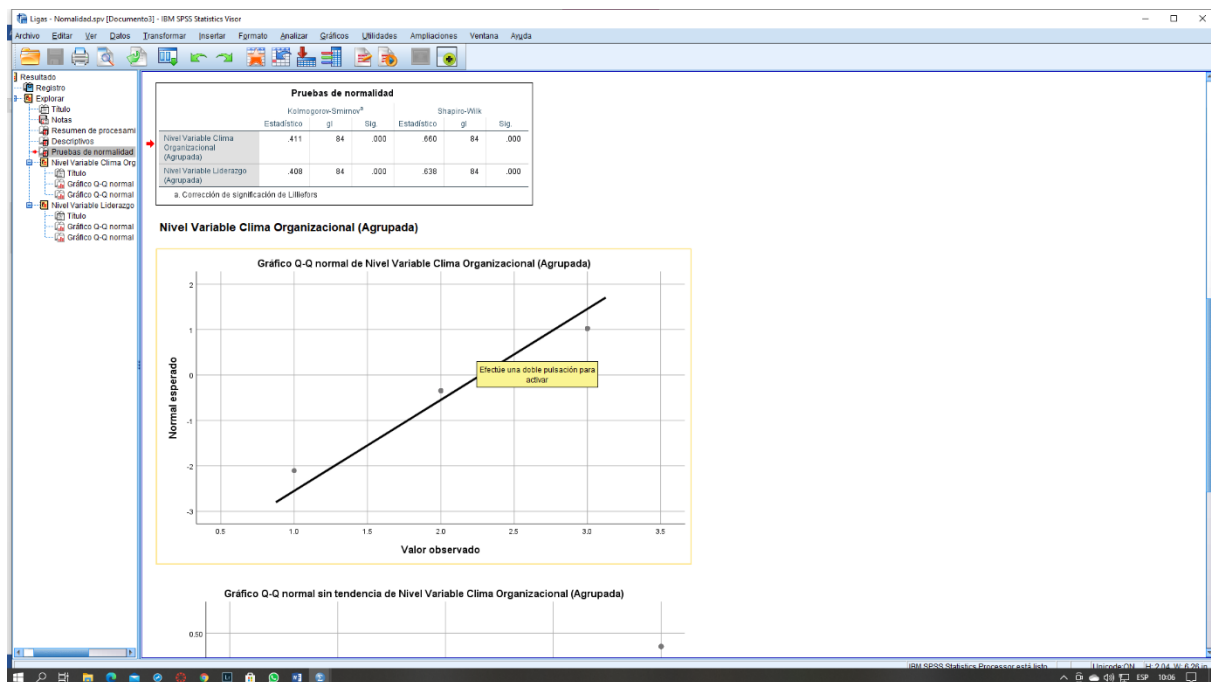 Ligas - Nomalidad.spv [Documento3] - IBM SPSS Statistics Visor
Archivo Editar Ver Datos Transformar Insertar Formato Analizar Gráficos Utilidades Ampliaciones Ventana Ayuda
Resultado
Registro
Explorar
Título
Notas
Resumen de procesami
Descriptivos
Pruebas de normalidad
Nivel Variable Clima Org
Título
Gráfico Q-Q normal
Gráfico Q-Q normal
Nivel Variable Liderazgo
Título
Gráfico Q-Q normal
Gráfico Q-Q normal
Pruebas de normalidad
Kolmogorov-Smirnovª Shapiro-Wilk
Estadístico gl Sig. Estadístico gl Sig.
Nivel Variable Clima Organizacional (Agrupada) .411 84 .000 .660 84 .000
Nivel Variable Liderazgo (Agrupada) .408 84 .000 .638 84 .000
a. Corrección de significación de Lilliefors
Nivel Variable Clima Organizacional (Agrupada)
Gráfico Q-Q normal de Nivel Variable Clima Organizacional (Agrupada)
Normal esperado
2
1
0
-1
-2
-3
Efectúe una doble pulsación para
activar
0.5 1.0 1.5 2.0 2.5 3.0 3.5
Valor observado
Gráfico Q-Q normal sin tendencia de Nivel Variable Clima Organizacional (Agrupada)
0.50
IBM SPSS Statistics Processor está listo Unicode:ON H: 2.04, W: 6.26 in
ESP 10:06